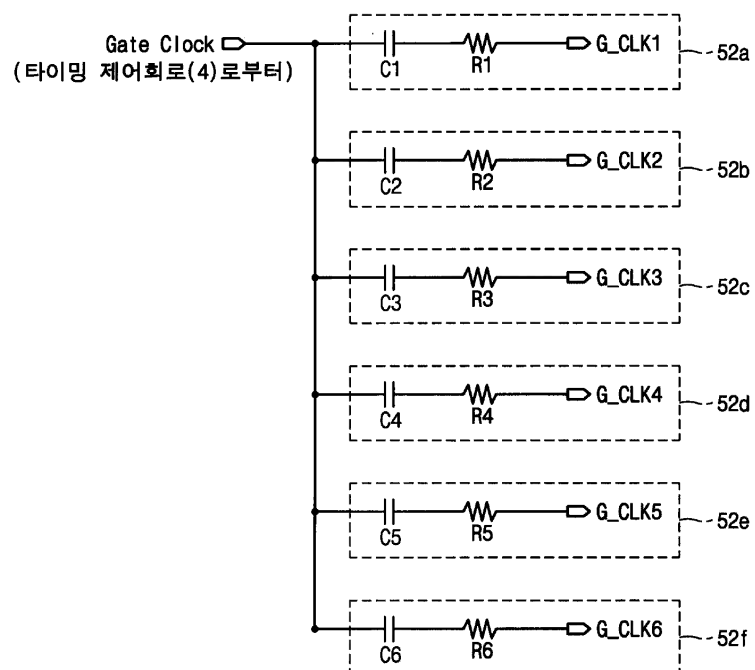 Gate Clock
(타이밍 제어회로(4)로부터)
C1 R1 G_CLK1 52a
C2 R2 G_CLK2 52b
C3 R3 G_CLK3 52c
C4 R4 G_CLK4 52d
C5 R5 G_CLK5 52e
C6 R6 G_CLK6 52f